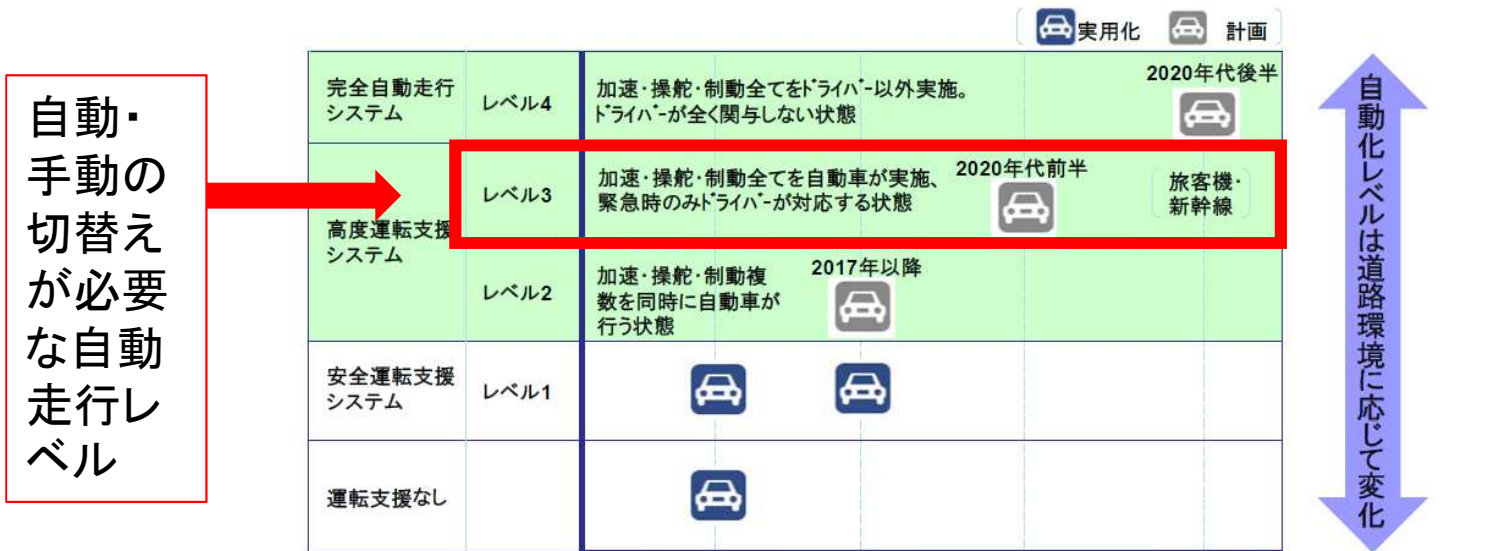 実用化 計画
自動・
手動の
切替え
が必要
な自動
走行レ
ベル
完全自動走行
システム
レベル4
加速・操舵・制動全てをﾄﾞﾗｲﾊﾞｰ以外実施。
ﾄﾞﾗｲﾊﾞｰが全く関与しない状態
2020年代後半
高度運転支援
システム
レベル3
加速・操舵・制動全てを自動車が実施、
緊急時のみﾄﾞﾗｲﾊﾞｰが対応する状態
2020年代前半
旅客機・
新幹線
レベル2
加速・操舵・制動複
数を同時に自動車が
行う状態
2017年以降
安全運転支援
システム
レベル1
運転支援なし
自動化レベルは道路環境に応じて変化